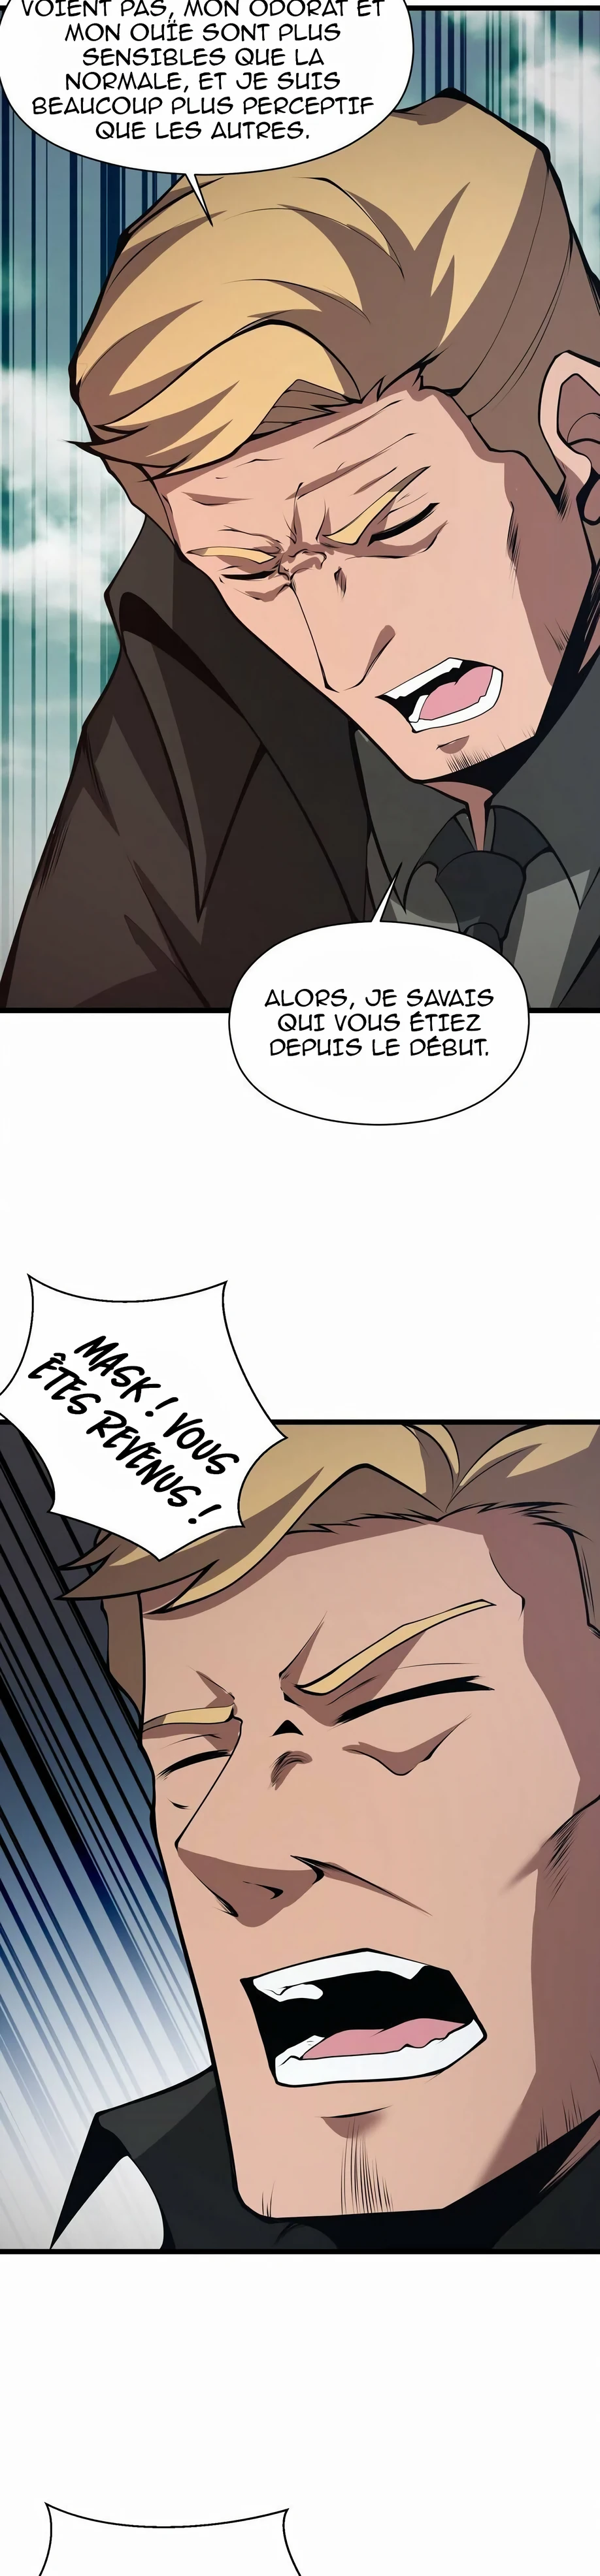 VOIENT PAS, MON ODORAT ET
MON OUÏE SONT PLUS
SENSIBLES QUE LA
NORMALE, ET JE SUIS
BEAUCOUP PLUS PERCEPTIF
QUE LES AUTRES.
ALORS, JE SAVAIS
QUI VOUS ÉTIEZ
DEPUIS LE DÉBUT.
MASK ! VOUS
ÊTES REVENUS !